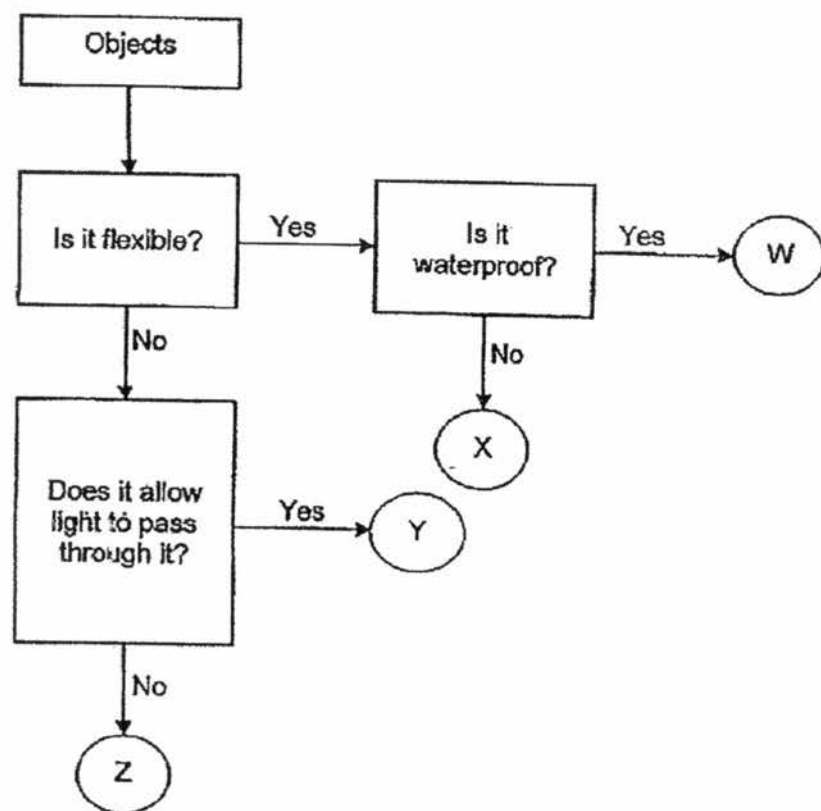 Objects
Is it flexible?
Yes
Is it
waterproof?
Yes
W
No
No
X
Does it allow
light to pass
through it?
Yes
Y
No
Z